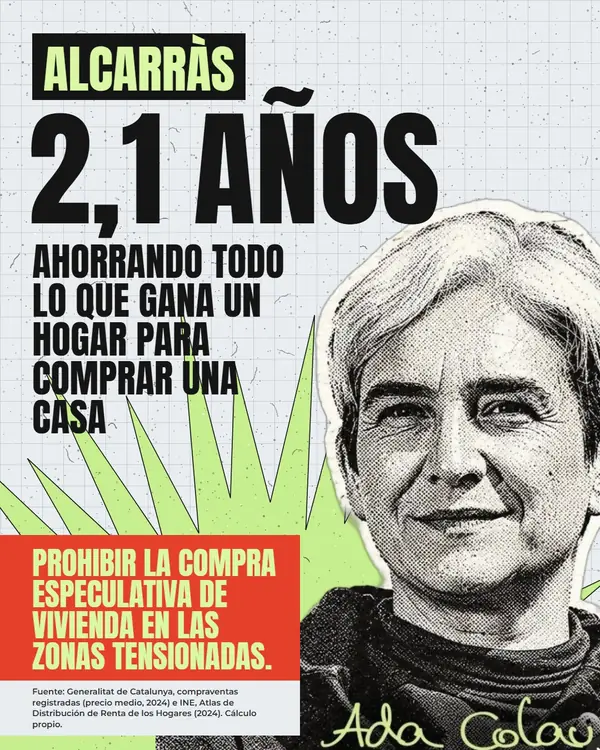 ALCARRÀS
2,1 AÑOS
AHORRANDO TODO
LO QUE GANA UN
HOGAR PARA
COMPRAR UNA
CASA
PROHIBIR LA COMPRA
ESPECULATIVA DE
VIVIENDA EN LAS
ZONAS TENSIONADAS.
Fuente: Generalitat de Catalunya, compraventas
registradas (precio medio, 2024) e INE, Atlas de
Distribución de Renta de los Hogares (2024). Cálculo
propio.
Ada Colau